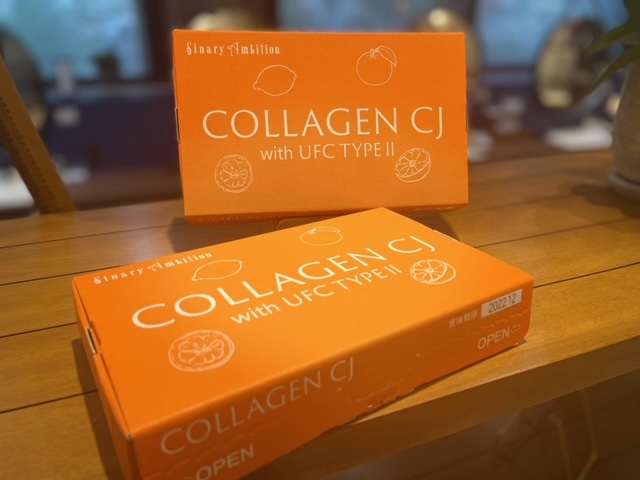 Binary Ambition
COLLAGEN CJ
with UFC TYPE II
Binary Ambition
COLLAGEN CJ
with UFC TYPE II
賞味期限 2022.12
OPEN
COLLAGEN CJ
OPEN